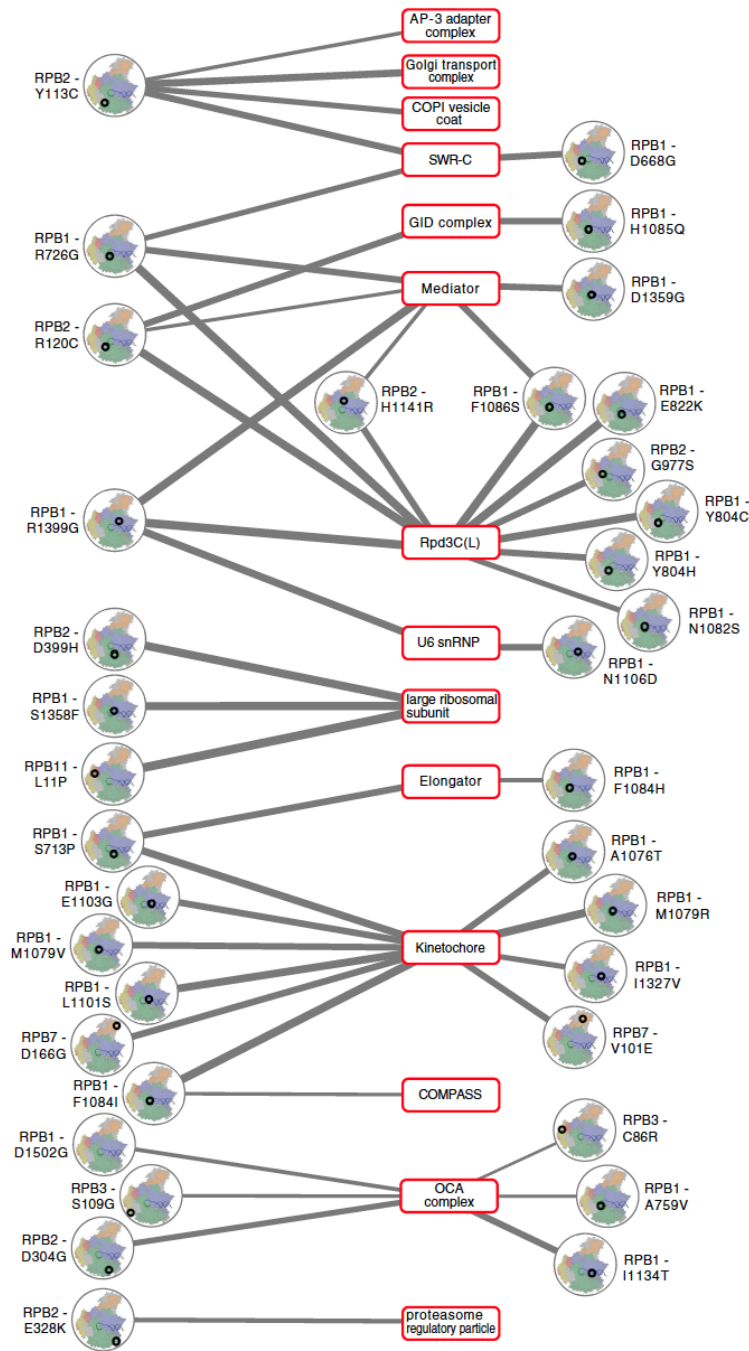 AP-3 adapter
complex
RPB2 -
Y113C
Golgi transport
complex
COPI vesicle
coat
SWR-C
RPB1 -
D668G
RPB1 -
R726G
GID complex
RPB1 -
H1085Q
Mediator
RPB1 -
D1359G
RPB2 -
R120C
RPB2 -
H1141R
RPB1 -
F1086S
RPB1 -
E822K
RPB2 -
G977S
RPB1 -
Y804C
RPB1 -
R1399G
Rpd3C(L)
RPB1 -
Y804H
RPB1 -
N1082S
RPB2 -
D399H
U6 snRNP
RPB1 -
N1106D
RPB1 -
S1358F
large ribosomal
subunit
RPB11 -
L11P
Elongator
RPB1 -
F1084H
RPB1 -
S713P
RPB1 -
A1076T
RPB1 -
E1103G
RPB1 -
M1079R
RPB1 -
M1079V
Kinetochore
RPB1 -
I1327V
RPB1 -
L1101S
RPB7 -
D166G
RPB7 -
V101E
RPB1 -
F1084I
COMPASS
RPB1 -
D1502G
RPB3 -
C86R
RPB3 -
S109G
OCA
complex
RPB1 -
A759V
RPB2 -
D304G
RPB1 -
I1134T
RPB2 -
E328K
proteasome
regulatory particle